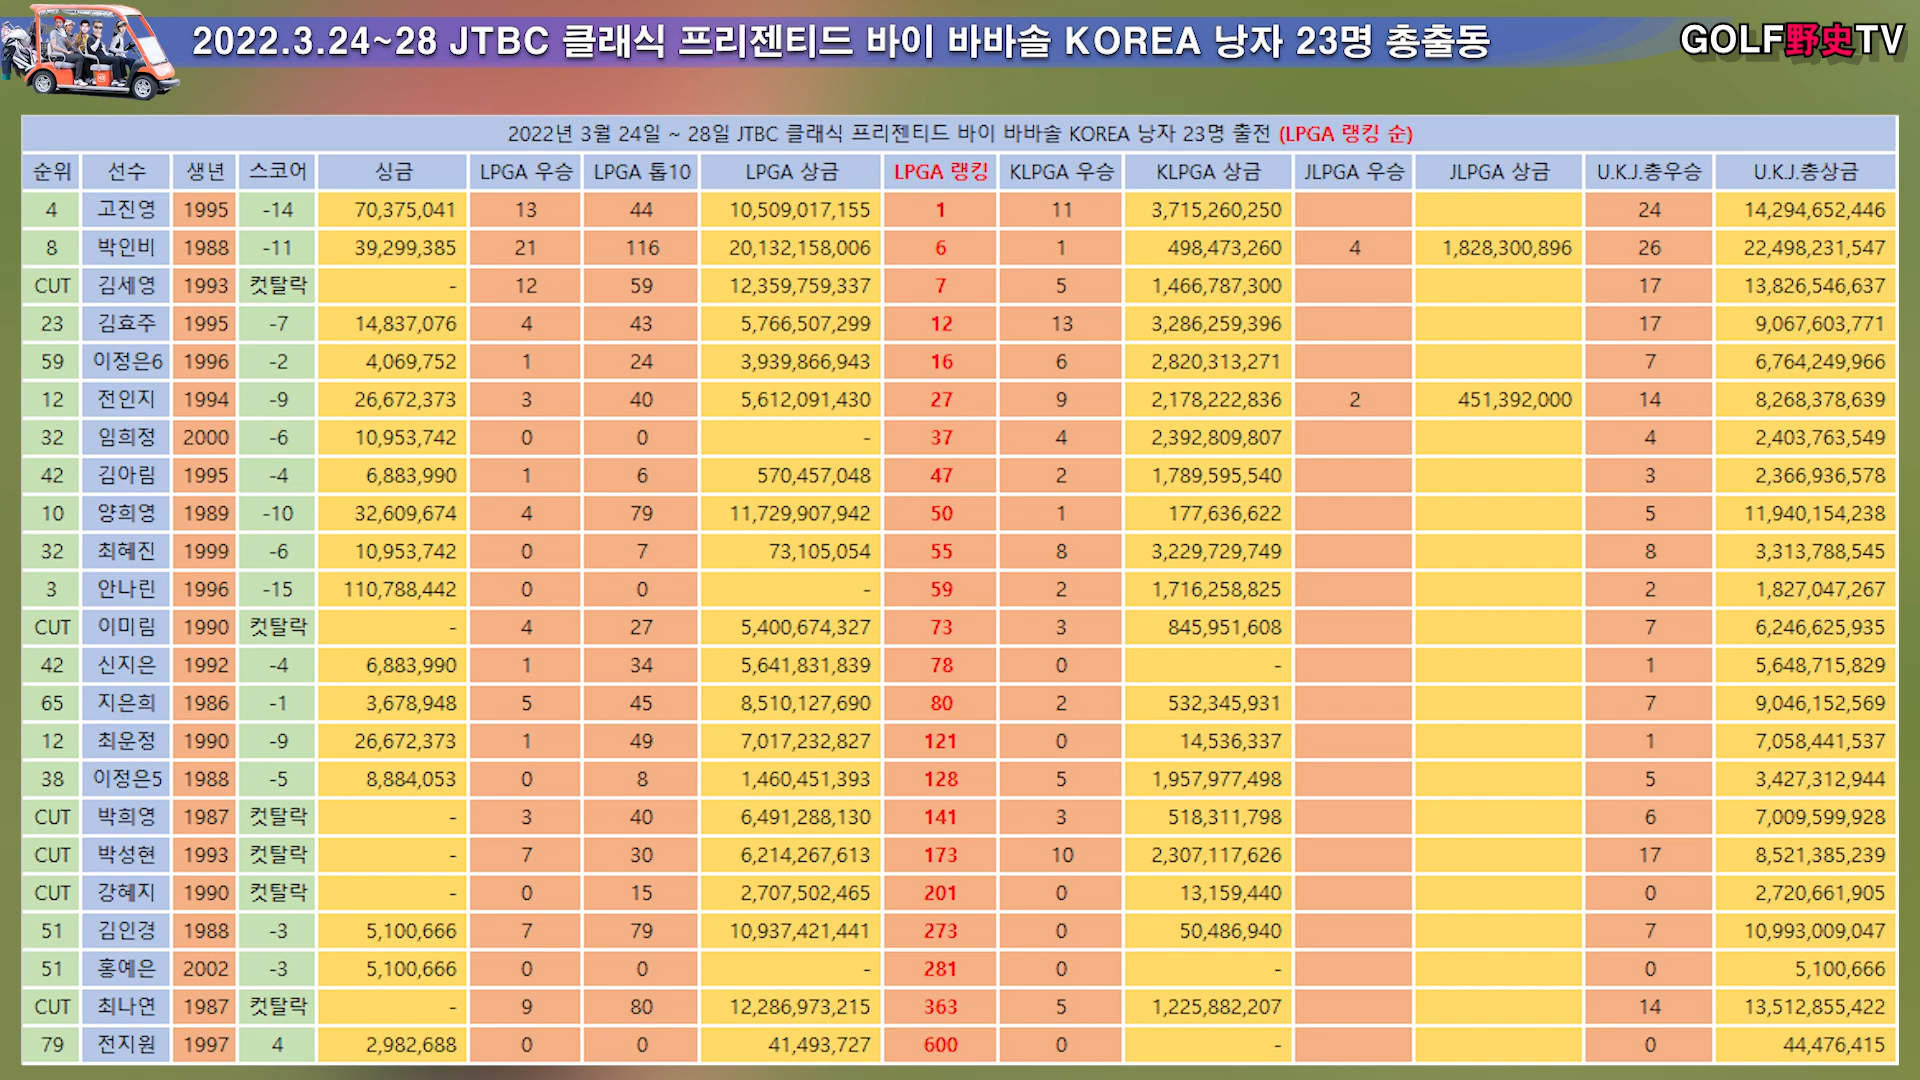 2022.3.24~28 JTBC 클래식 프리젠티드 바이 바바솔 KOREA 낭자 23명 총출동
GOLF野史TV
2022년 3월 24일 ~ 28일 JTBC 클래식 프리젠티드 바이 바바솔 KOREA 낭자 23명 출전 (LPGA 랭킹 순)
순위 선수 생년 스코어 싱금 LPGA 우승 LPGA 톱10 LPGA 상금 LPGA 랭킹 KLPGA 우승 KLPGA 상금 JLPGA 우승 JLPGA 상금 U.K.J.총우승 U.K.J.총상금
4 고진영 1995 -14 70,375,041 13 44 10,509,017,155 1 11 3,715,260,250 24 14,294,652,446
8 박인비 1988 -11 39,299,385 21 116 20,132,158,006 6 1 498,473,260 4 1,828,300,896 26 22,498,231,547
CUT 김세영 1993 컷탈락 - 12 59 12,359,759,337 7 5 1,466,787,300 17 13,826,546,637
23 김효주 1995 -7 14,837,076 4 43 5,766,507,299 12 13 3,286,259,396 17 9,067,603,771
59 이정은6 1996 -2 4,069,752 1 24 3,939,866,943 16 6 2,820,313,271 7 6,764,249,966
12 전인지 1994 -9 26,672,373 3 40 5,612,091,430 27 9 2,178,222,836 2 451,392,000 14 8,268,378,639
32 임희정 2000 -6 10,953,742 0 0 - 37 4 2,392,809,807 4 2,403,763,549
42 김아림 1995 -4 6,883,990 1 6 570,457,048 47 2 1,789,595,540 3 2,366,936,578
10 양희영 1989 -10 32,609,674 4 79 11,729,907,942 50 1 177,636,622 5 11,940,154,238
32 최혜진 1999 -6 10,953,742 0 7 73,105,054 55 8 3,229,729,749 8 3,313,788,545
3 안나린 1996 -15 110,788,442 0 0 - 59 2 1,716,258,825 2 1,827,047,267
CUT 이미림 1990 컷탈락 - 4 27 5,400,674,327 73 3 845,951,608 7 6,246,625,935
42 신지은 1992 -4 6,883,990 1 34 5,641,831,839 78 0 - 1 5,648,715,829
65 지은희 1986 -1 3,678,948 5 45 8,510,127,690 80 2 532,345,931 7 9,046,152,569
12 최운정 1990 -9 26,672,373 1 49 7,017,232,827 121 0 14,536,337 1 7,058,441,537
38 이정은5 1988 -5 8,884,053 0 8 1,460,451,393 128 5 1,957,977,498 5 3,427,312,944
CUT 박희영 1987 컷탈락 - 3 40 6,491,288,130 141 3 518,311,798 6 7,009,599,928
CUT 박성현 1993 컷탈락 - 7 30 6,214,267,613 173 10 2,307,117,626 17 8,521,385,239
CUT 강혜지 1990 컷탈락 - 0 15 2,707,502,465 201 0 13,159,440 0 2,720,661,905
51 김인경 1988 -3 5,100,666 7 79 10,937,421,441 273 0 50,486,940 7 10,993,009,047
51 홍예은 2002 -3 5,100,666 0 0 - 281 0 - 0 5,100,666
CUT 최나연 1987 컷탈락 - 9 80 12,286,973,215 363 5 1,225,882,207 14 13,512,855,422
79 전지원 1997 4 2,982,688 0 0 41,493,727 600 0 - 0 44,476,415